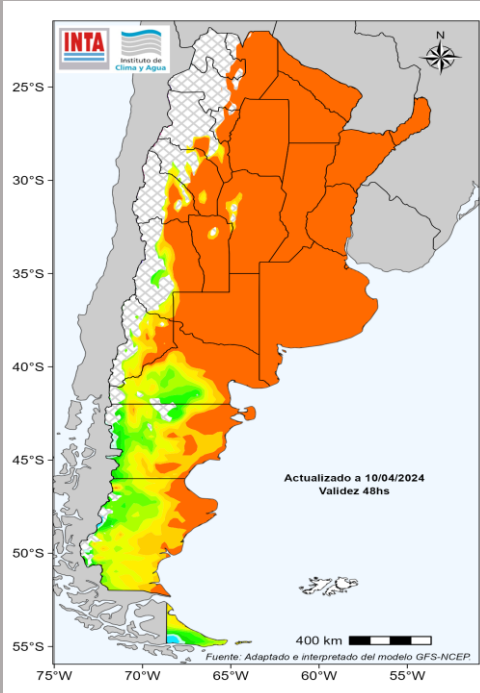 INTA
Instituto de
Clima y Agua
N
25°S
30°S
35°S
40°S
45°S
50°S
55°S
Actualizado a 10/04/2024
Validez 48hs
400 km
Fuente: Adaptado e interpretado del modelo GFS-NCEP.
75°W
70°W
65°W
60°W
55°W